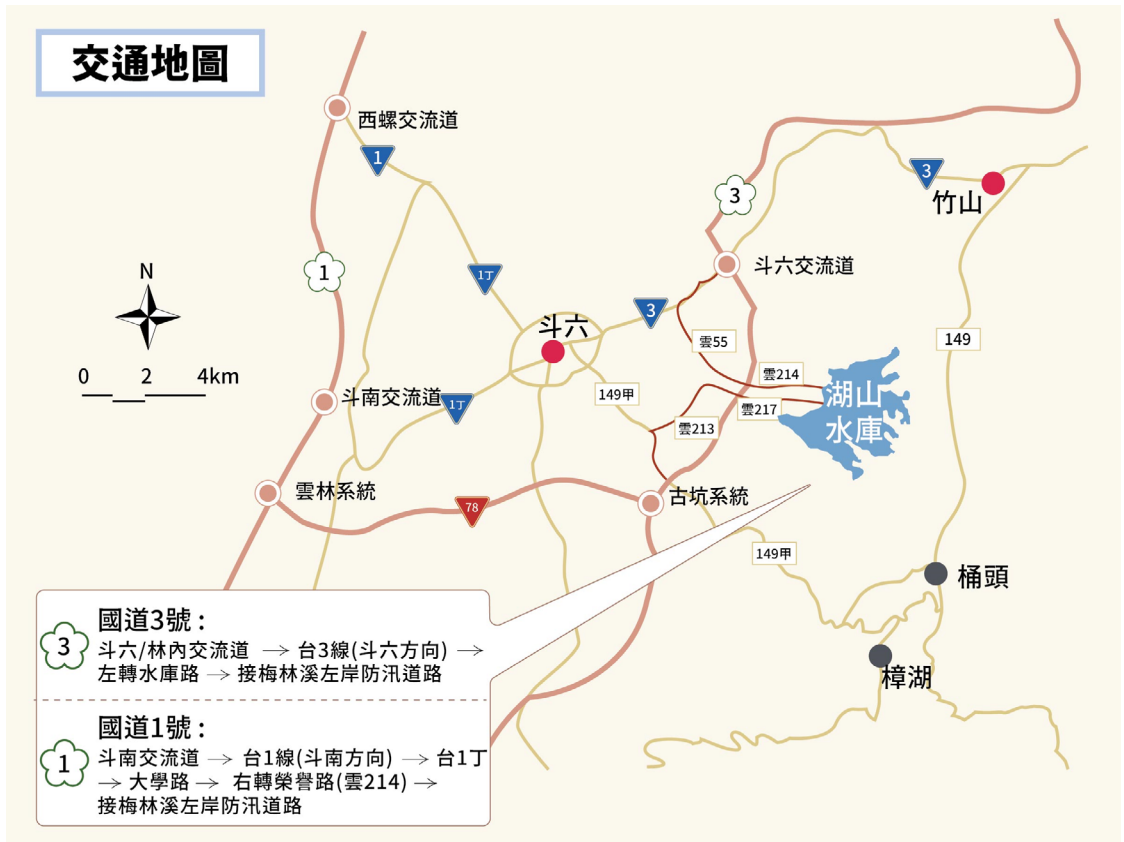 交通地圖
西螺交流道
1
3
竹山
3
斗六交流道
N
1
1丁
斗六
3
0 2 4km
雲55
149
雲214
湖山
水庫
149甲
斗南交流道
1丁
雲217
雲213
雲林系統
78
古坑系統
149甲
桶頭
樟湖
3
國道3號 :
斗六/林內交流道 → 台3線(斗六方向) →
左轉水庫路 → 接梅林溪左岸防汛道路
1
國道1號 :
斗南交流道 → 台1線(斗南方向) → 台1丁
→ 大學路 → 右轉榮譽路(雲214) →
接梅林溪左岸防汛道路